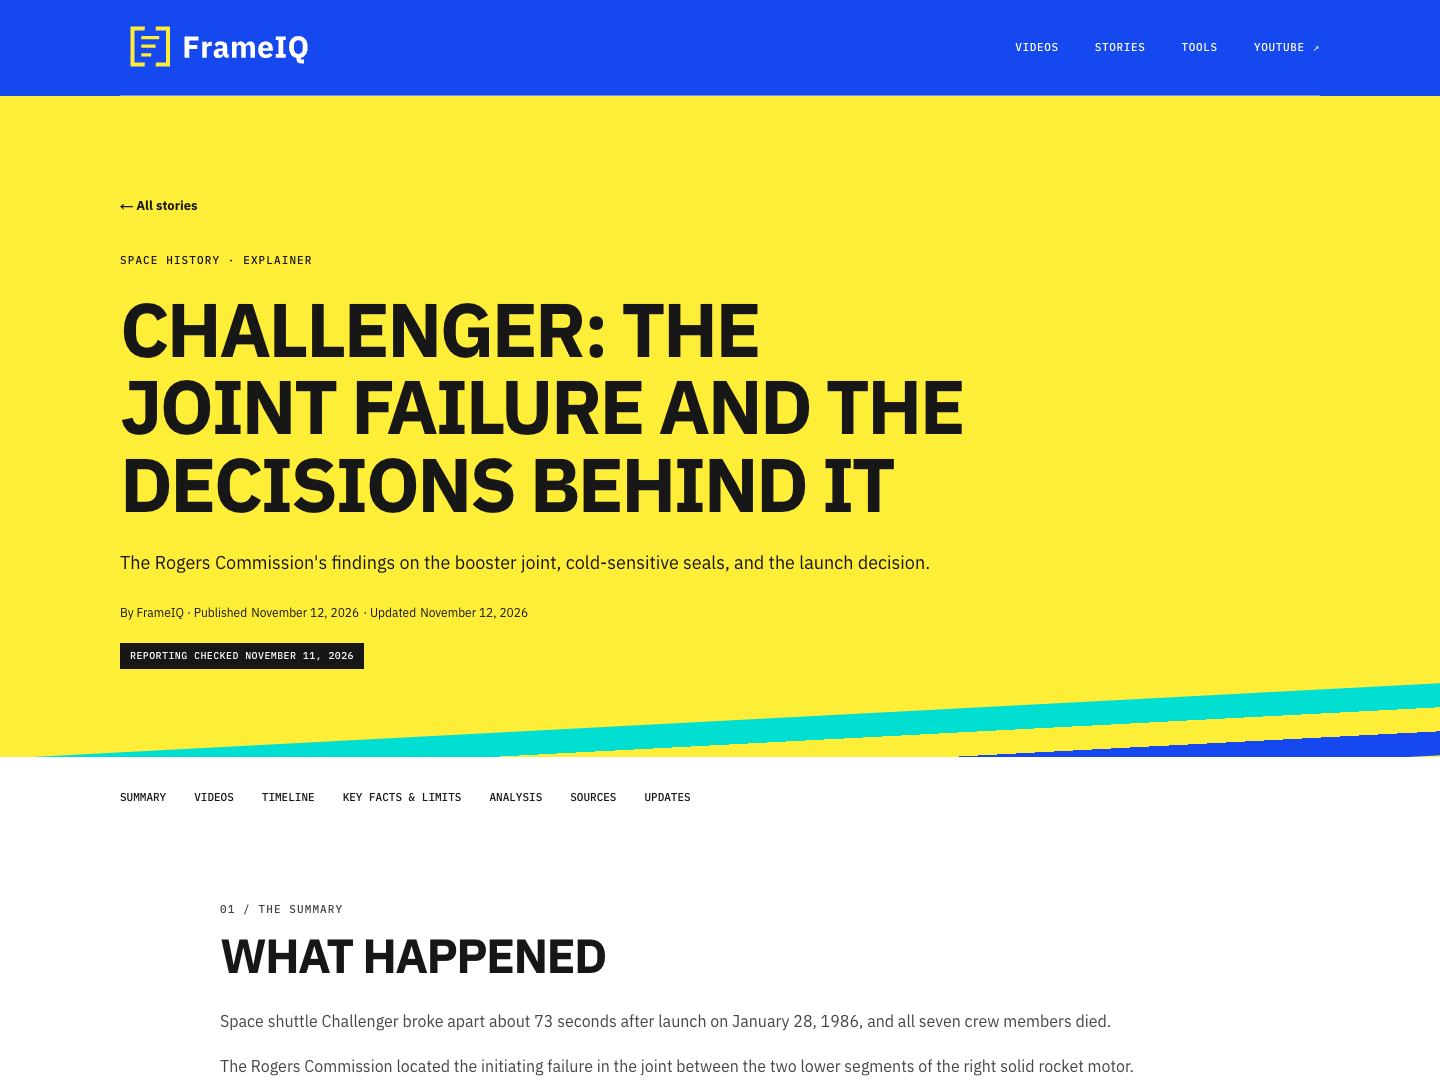 FrameIQ
VIDEOS STORIES TOOLS YOUTUBE ↗
← All stories
SPACE HISTORY · EXPLAINER
CHALLENGER: THE
JOINT FAILURE AND THE
DECISIONS BEHIND IT
The Rogers Commission's findings on the booster joint, cold-sensitive seals, and the launch decision.
By FrameIQ · Published November 12, 2026 · Updated November 12, 2026
REPORTING CHECKED NOVEMBER 11, 2026
SUMMARY VIDEOS TIMELINE KEY FACTS & LIMITS ANALYSIS SOURCES UPDATES
01 / THE SUMMARY
WHAT HAPPENED
Space shuttle Challenger broke apart about 73 seconds after launch on January 28, 1986, and all seven crew members died.
The Rogers Commission located the initiating failure in the joint between the two lower segments of the right solid rocket motor.